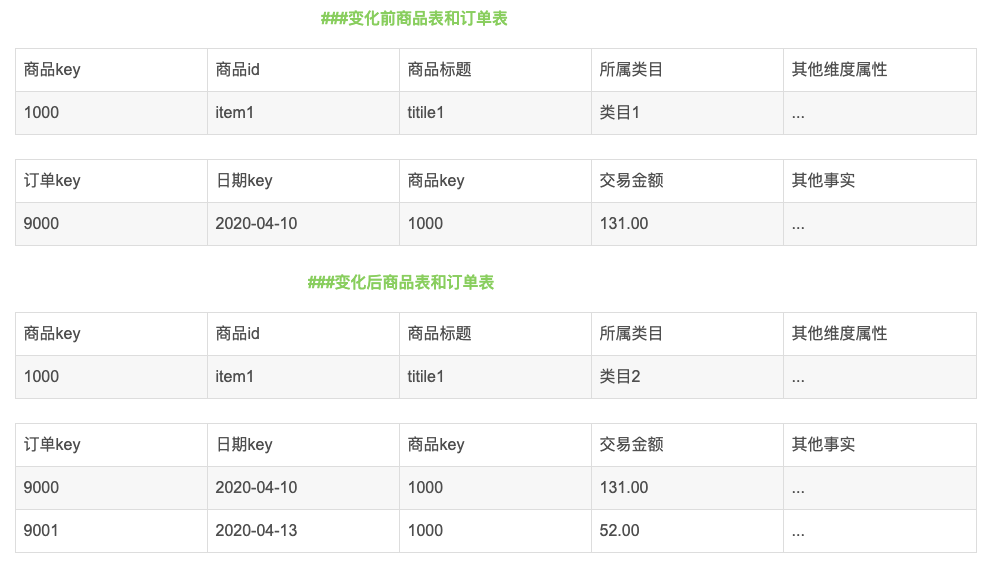 ###变化前商品表和订单表
商品key 商品id 商品标题 所属类目 其他维度属性
1000 item1 titile1 类目1 ...
订单key 日期key 商品key 交易金额 其他事实
9000 2020-04-10 1000 131.00 ...
###变化后商品表和订单表
商品key 商品id 商品标题 所属类目 其他维度属性
1000 item1 titile1 类目2 ...
订单key 日期key 商品key 交易金额 其他事实
9000 2020-04-10 1000 131.00 ...
9001 2020-04-13 1000 52.00 ...